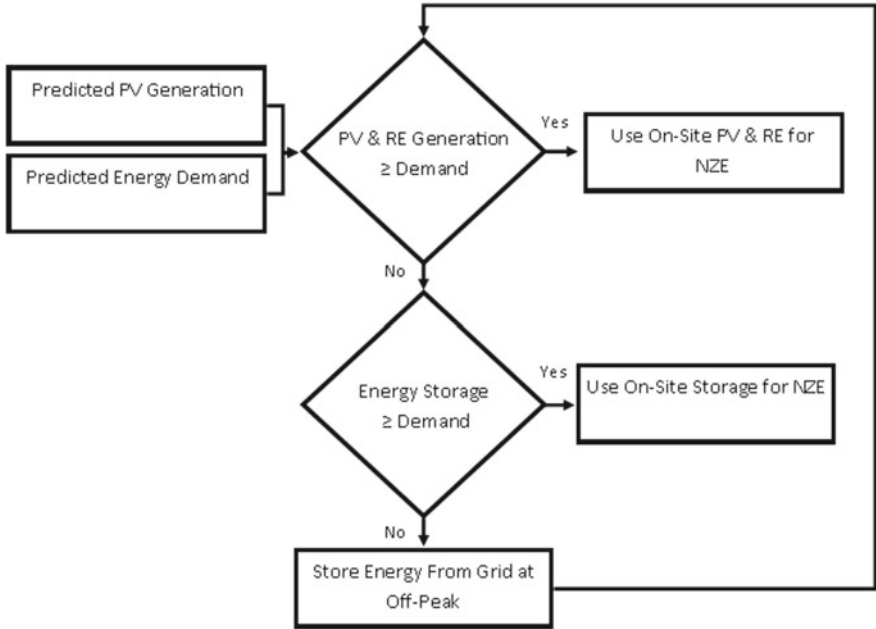 Predicted PV Generation
Predicted Energy Demand
PV & RE Generation
≥ Demand
Yes
Use On-Site PV & RE for
NZE
No
Energy Storage
≥ Demand
Yes
Use On-Site Storage for NZE
No
Store Energy From Grid at
Off-Peak